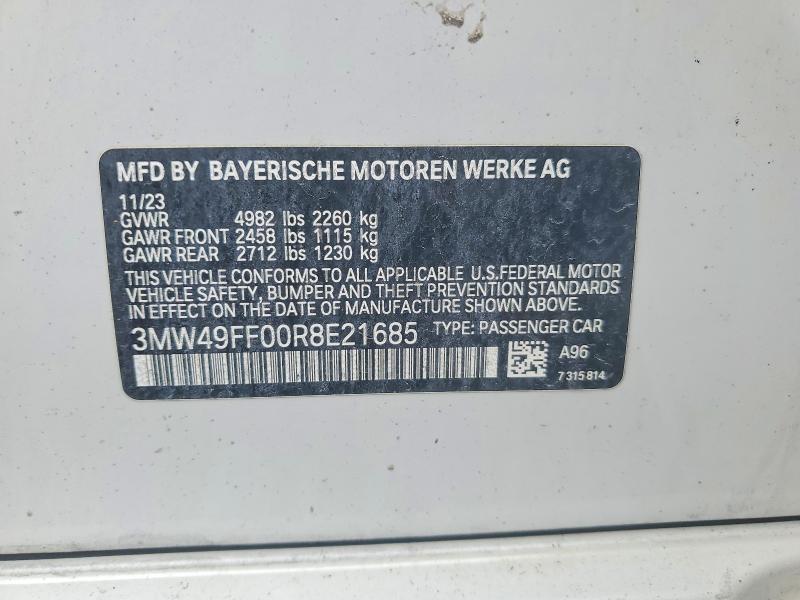 MFD BY BAYERISCHE MOTOREN WERKE AG
11/23
GVWR 4982 lbs 2260 kg
GAWR FRONT 2458 lbs 1115 kg
GAWR REAR 2712 lbs 1230 kg
THIS VEHICLE CONFORMS TO ALL APPLICABLE U.S.FEDERAL MOTOR
VEHICLE SAFETY, BUMPER AND THEFT PREVENTION STANDARDS
IN EFFECT ON THE DATE OF MANUFACTURE SHOWN ABOVE.
3MW49FF00R8E21685 TYPE: PASSENGER CAR
A96
7 315 814